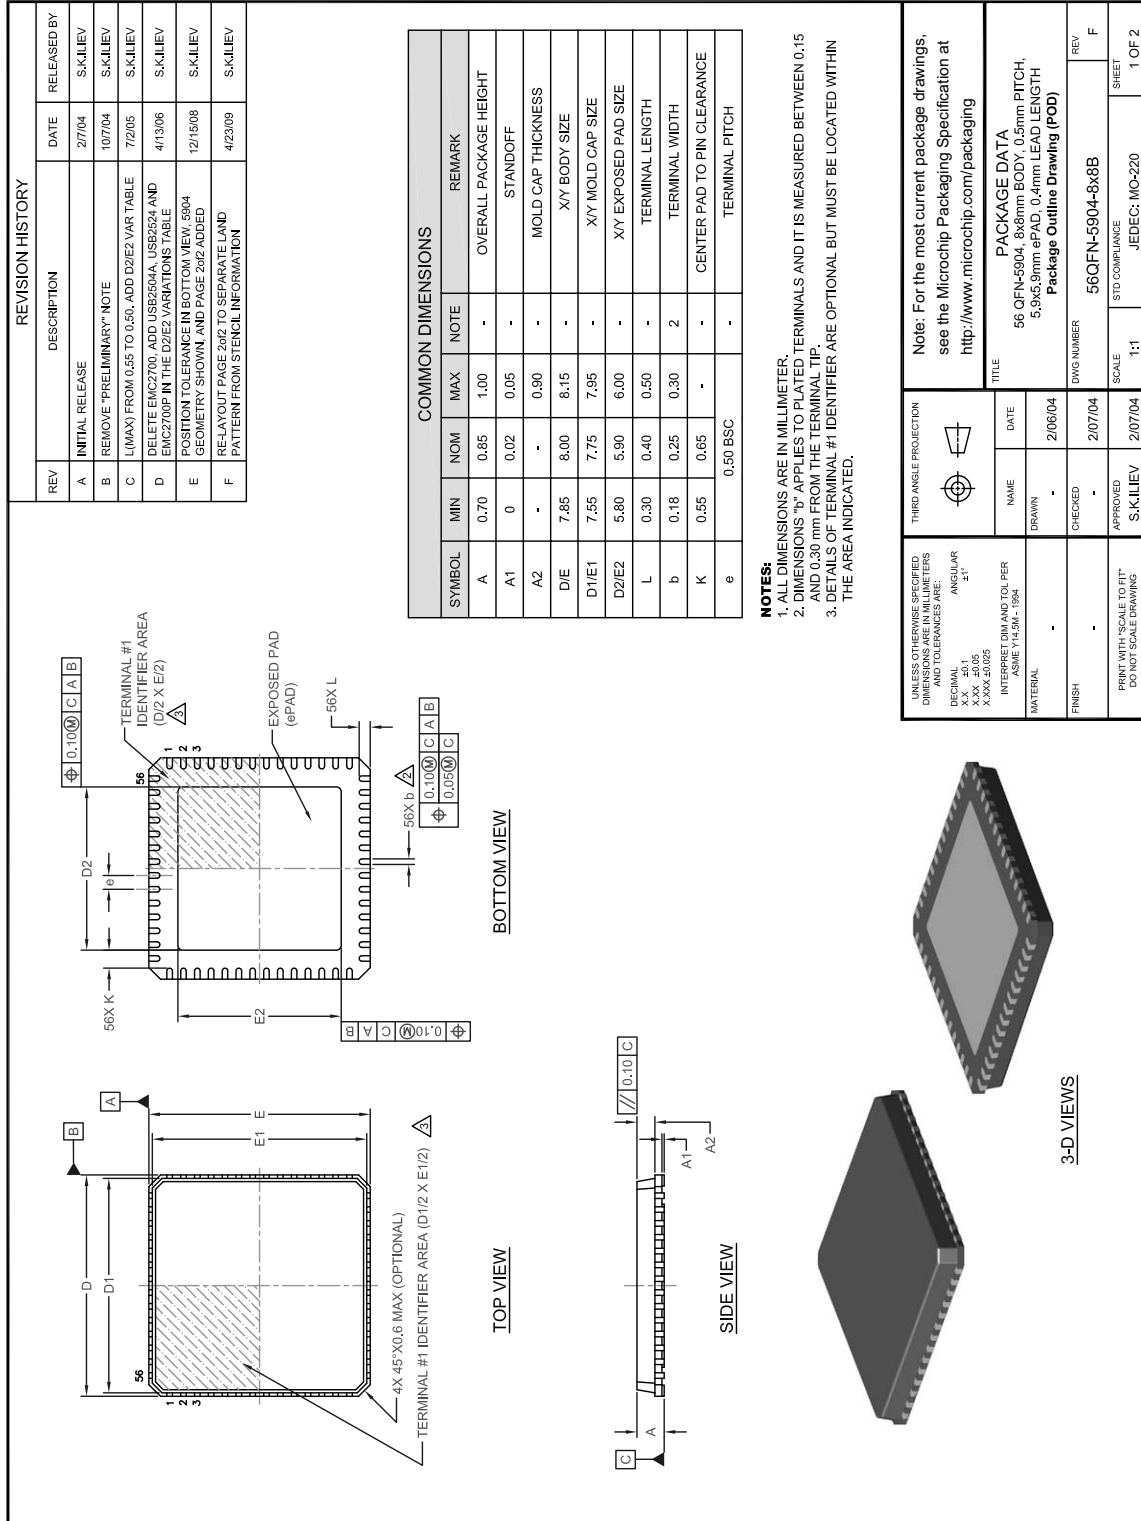 REVISION HISTORY
REV DESCRIPTION DATE RELEASED BY
A INITIAL RELEASE 2/7/04 S.K.ILIEV
B REMOVE "PRELIMINARY" NOTE 10/7/04 S.K.ILIEV
C L(MAX) FROM 0.55 TO 0.50, ADD D2/E2 VAR TABLE 7/2/05 S.K.ILIEV
D DELETE EMC2700, ADD USB2504A, USB2524 AND
EMC2700P IN THE D2/E2 VARIATIONS TABLE 4/13/06 S.K.ILIEV
E POSITION TOLERANCE IN BOTTOM VIEW, 5904
GEOMETRY SHOWN, AND PAGE 2of2 ADDED 12/15/08 S.K.ILIEV
F RE-LAYOUT PAGE 2of2 TO SEPARATE LAND
PATTERN FROM STENCIL INFORMATION 4/23/09 S.K.ILIEV
B
A
D
D1
E
E1
56
1
2
3
4X 45°X0.6 MAX (OPTIONAL)
TERMINAL #1 IDENTIFIER AREA (D1/2 X E1/2) 3
TOP VIEW
56X K
e
D2
E2
0.10 M C A B
0.10 M C A B
56
1
2
3
TERMINAL #1
IDENTIFIER AREA
(D/2 X E/2)
3
EXPOSED PAD
(ePAD)
56X L
56X b 2
0.10 M C A B
0.05 M C
BOTTOM VIEW
C
A
// 0.10 C
A1
A2
SIDE VIEW
3-D VIEWS
COMMON DIMENSIONS
SYMBOL MIN NOM MAX NOTE REMARK
A 0.70 0.85 1.00 - OVERALL PACKAGE HEIGHT
A1 0 0.02 0.05 - STANDOFF
A2 - - 0.90 - MOLD CAP THICKNESS
D/E 7.85 8.00 8.15 - X/Y BODY SIZE
D1/E1 7.55 7.75 7.95 - X/Y MOLD CAP SIZE
D2/E2 5.80 5.90 6.00 - X/Y EXPOSED PAD SIZE
L 0.30 0.40 0.50 - TERMINAL LENGTH
b 0.18 0.25 0.30 2 TERMINAL WIDTH
K 0.55 0.65 - - CENTER PAD TO PIN CLEARANCE
e 0.50 BSC - TERMINAL PITCH
NOTES:
1. ALL DIMENSIONS ARE IN MILLIMETER.
2. DIMENSIONS "b" APPLIES TO PLATED TERMINALS AND IT IS MEASURED BETWEEN 0.15
AND 0.30 mm FROM THE TERMINAL TIP.
3. DETAILS OF TERMINAL #1 IDENTIFIER ARE OPTIONAL BUT MUST BE LOCATED WITHIN
THE AREA INDICATED.
UNLESS OTHERWISE SPECIFIED
DIMENSIONS ARE IN MILLIMETERS
AND TOLERANCES ARE:
DECIMAL ANGULAR
X.X ±0.1 ±1°
X.XX ±0.05
X.XXX ±0.025
INTERPRET DIM AND TOL PER
ASME Y14.5M - 1994
MATERIAL
-
FINISH
-
PRINT WITH "SCALE TO FIT"
DO NOT SCALE DRAWING
THIRD ANGLE PROJECTION
NAME DATE
DRAWN
- 2/06/04
CHECKED
- 2/07/04
APPROVED
S.K.ILIEV 2/07/04
Note: For the most current package drawings,
see the Microchip Packaging Specification at
http://www.microchip.com/packaging
TITLE
PACKAGE DATA
56 QFN-5904, 8x8mm BODY, 0.5mm PITCH,
5.9x5.9mm ePAD, 0.4mm LEAD LENGTH
Package Outline Drawing (POD)
DWG NUMBER
56QFN-5904-8x8B
REV
F
SCALE
1:1
STD COMPLIANCE
JEDEC: MO-220
SHEET
1 OF 2